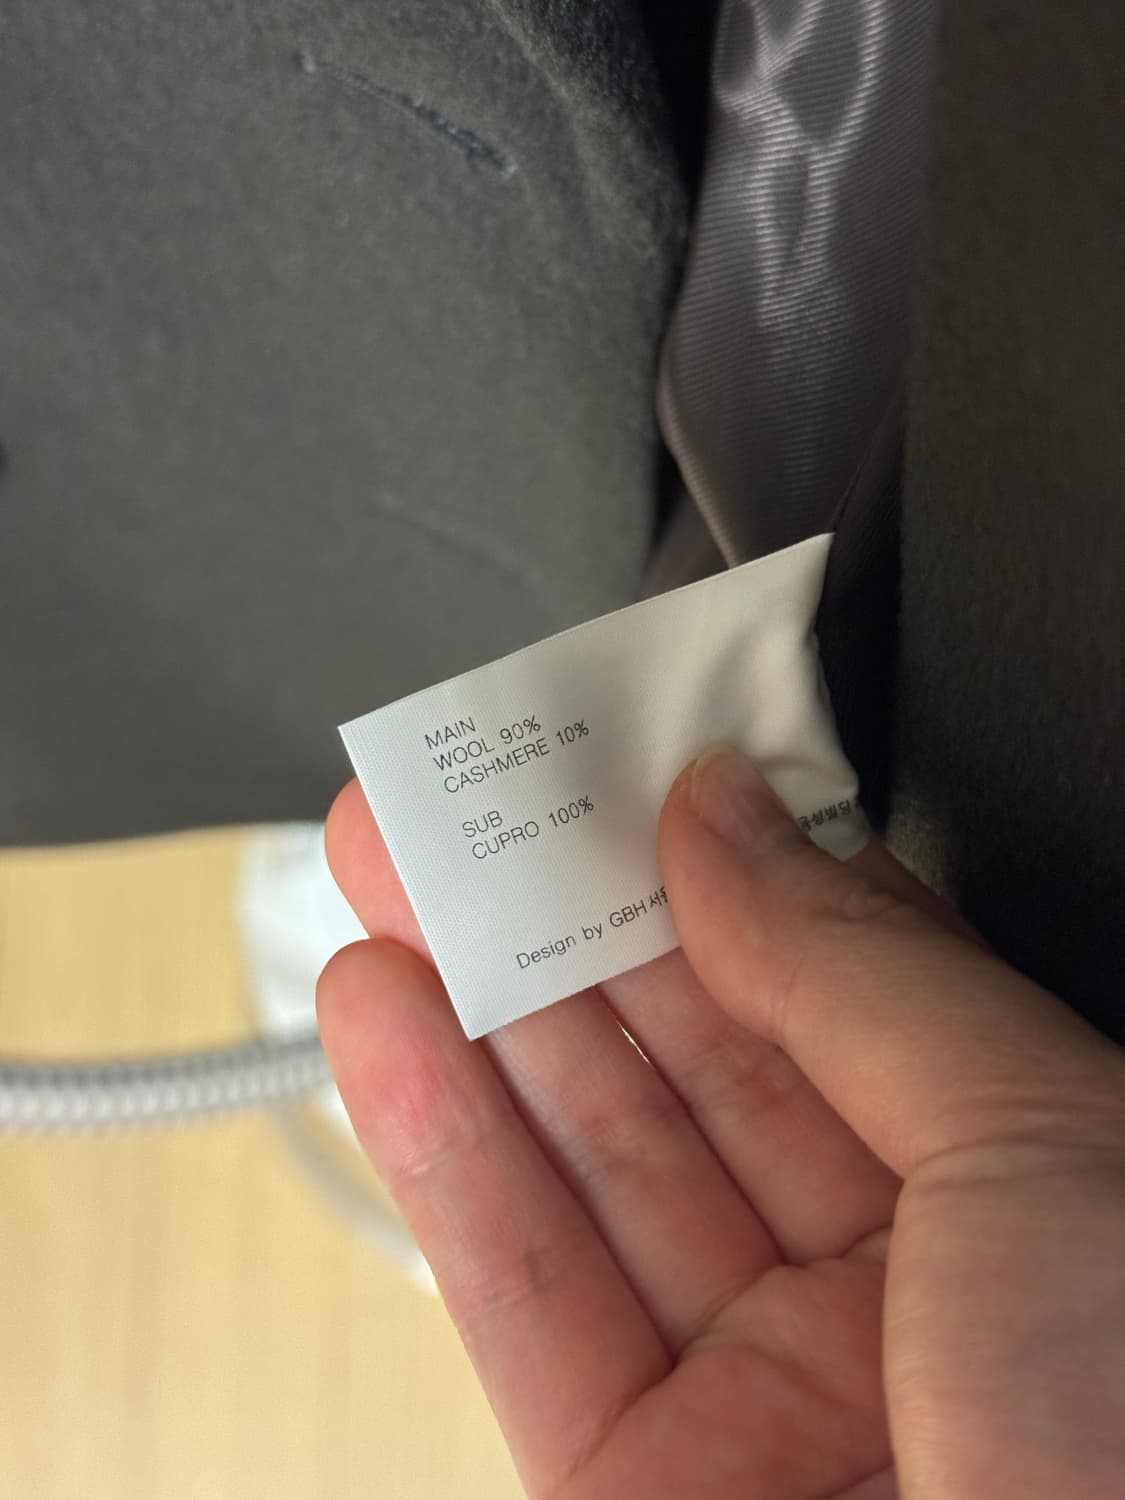 MAIN
WOOL 90%
CASHMERE 10%
SUB
CUPRO 100%
Design by GBH